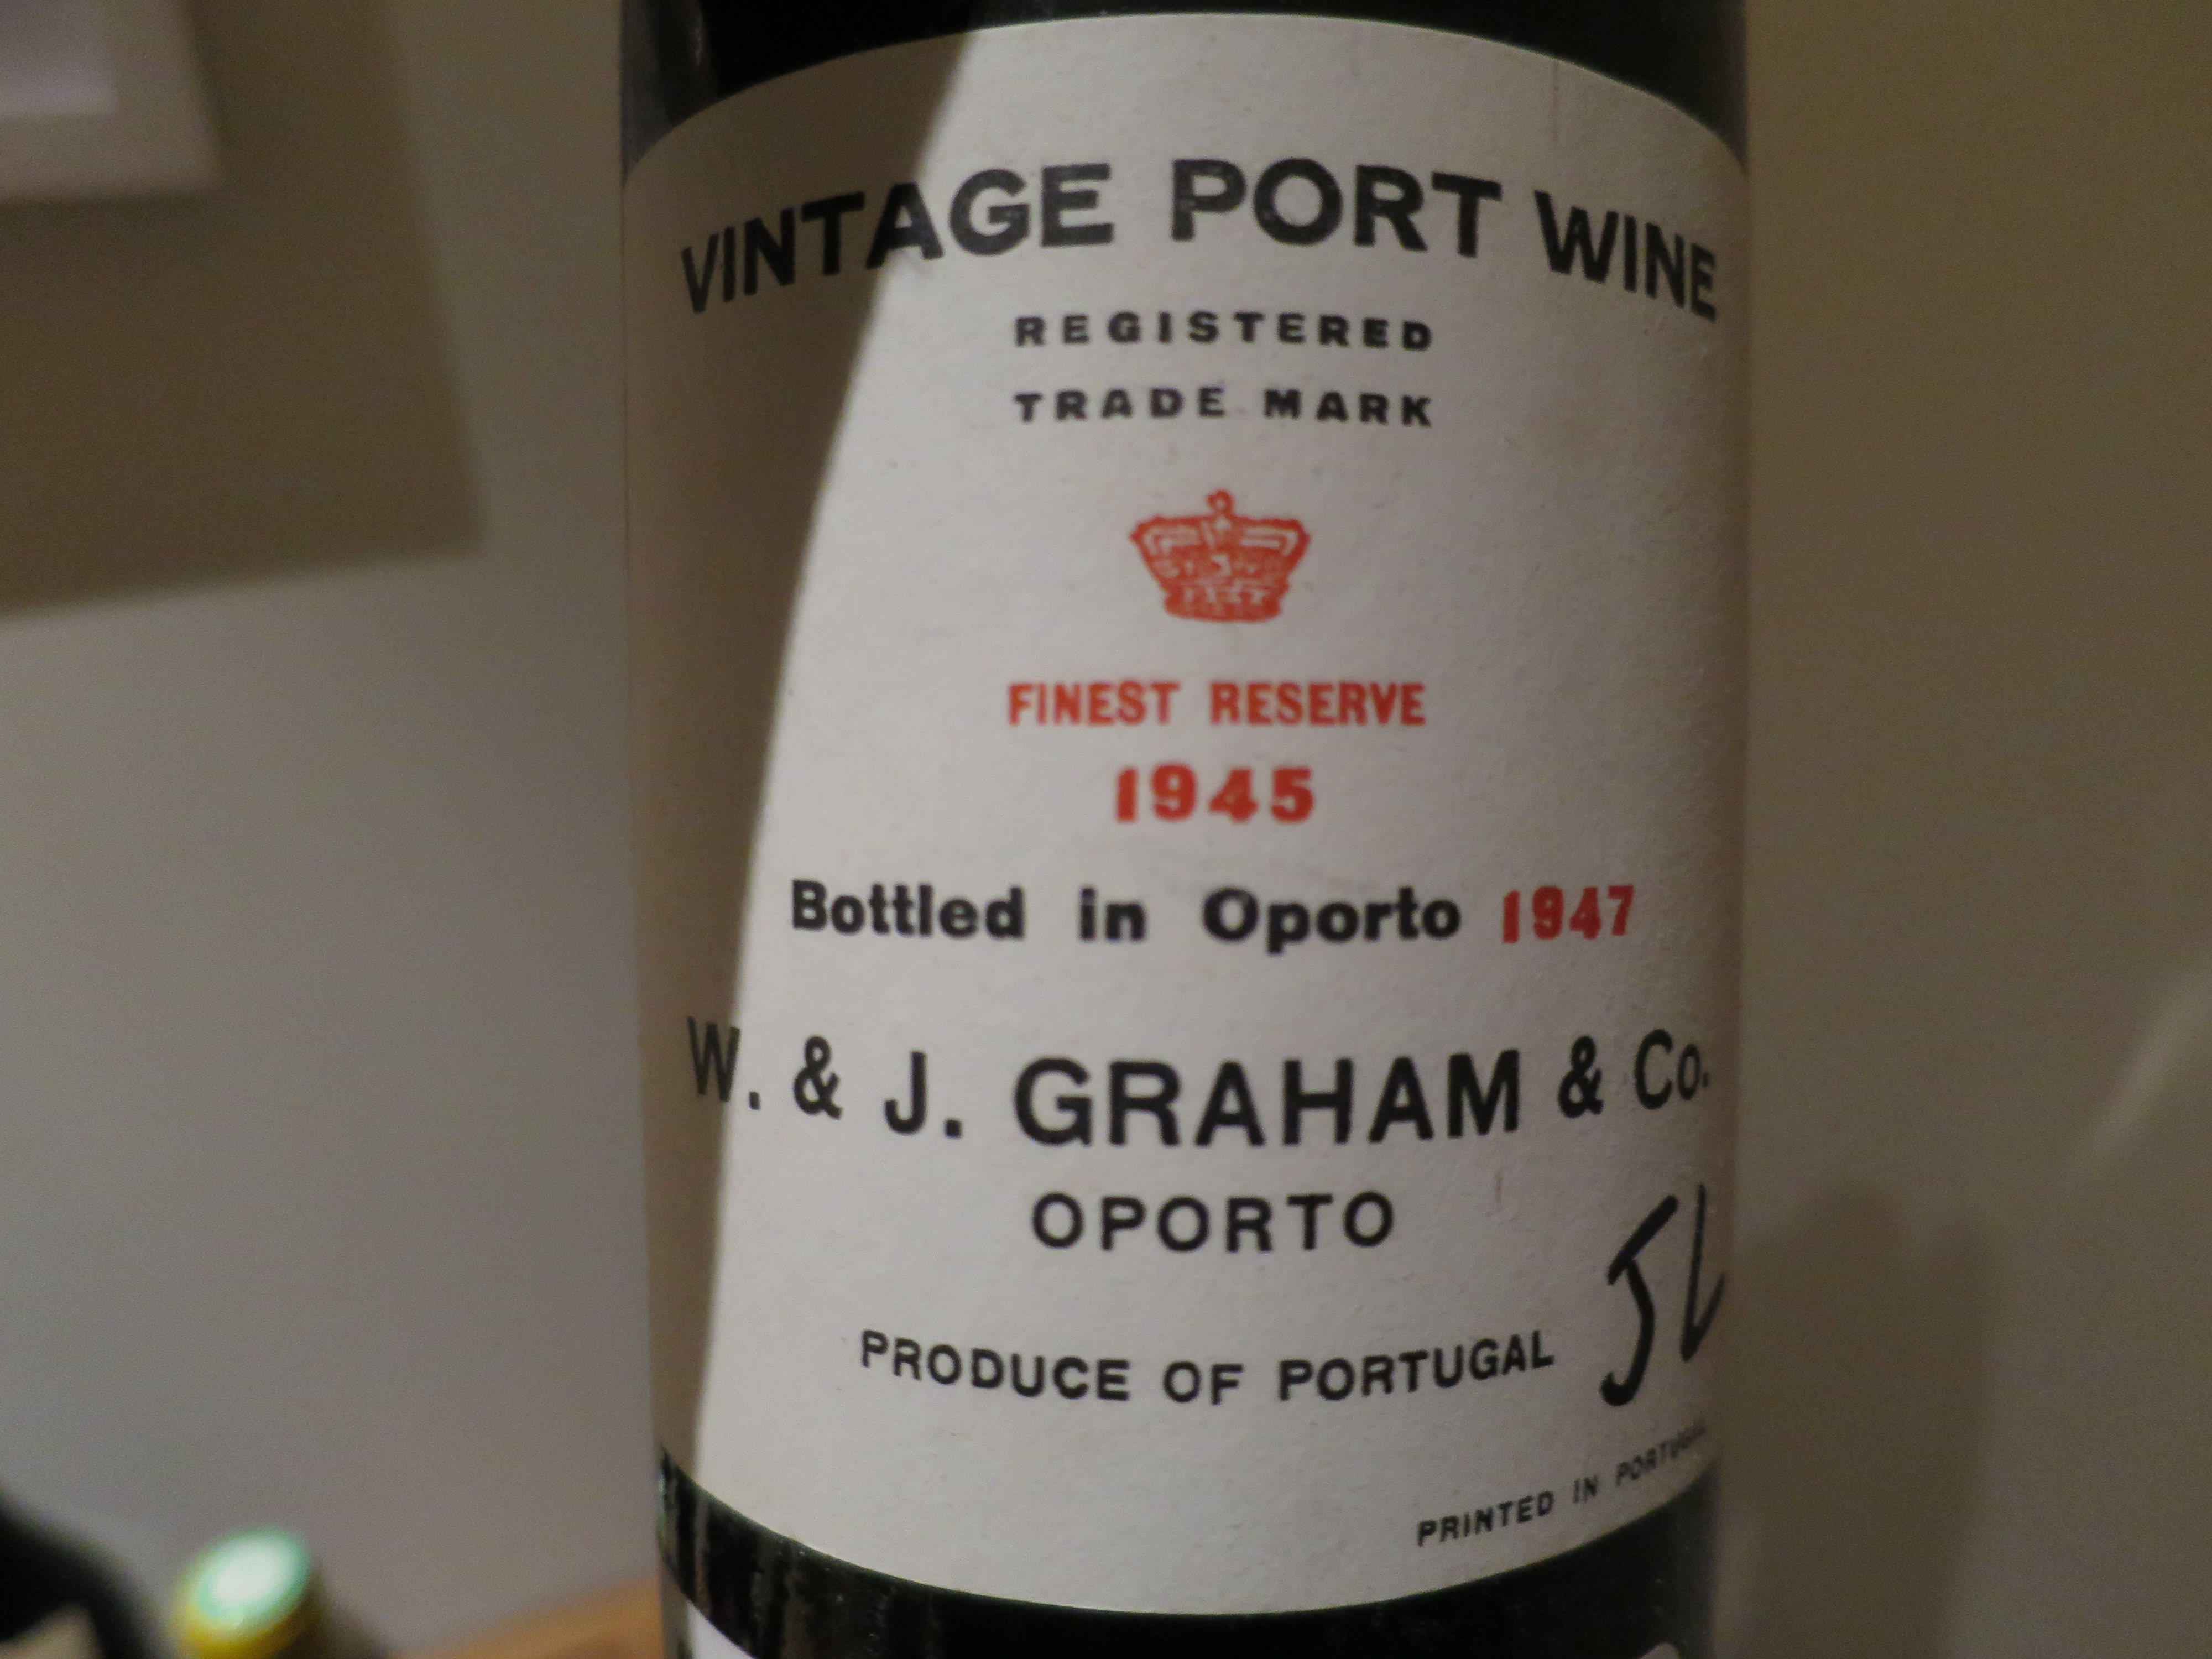 VINTAGE PORT WINE
REGISTERED
TRADE MARK
FINEST RESERVE
1945
Bottled in Oporto 1947
W. & J. GRAHAM & Co.
OPORTO
PRODUCE OF PORTUGAL
PRINTED IN PORTUGAL